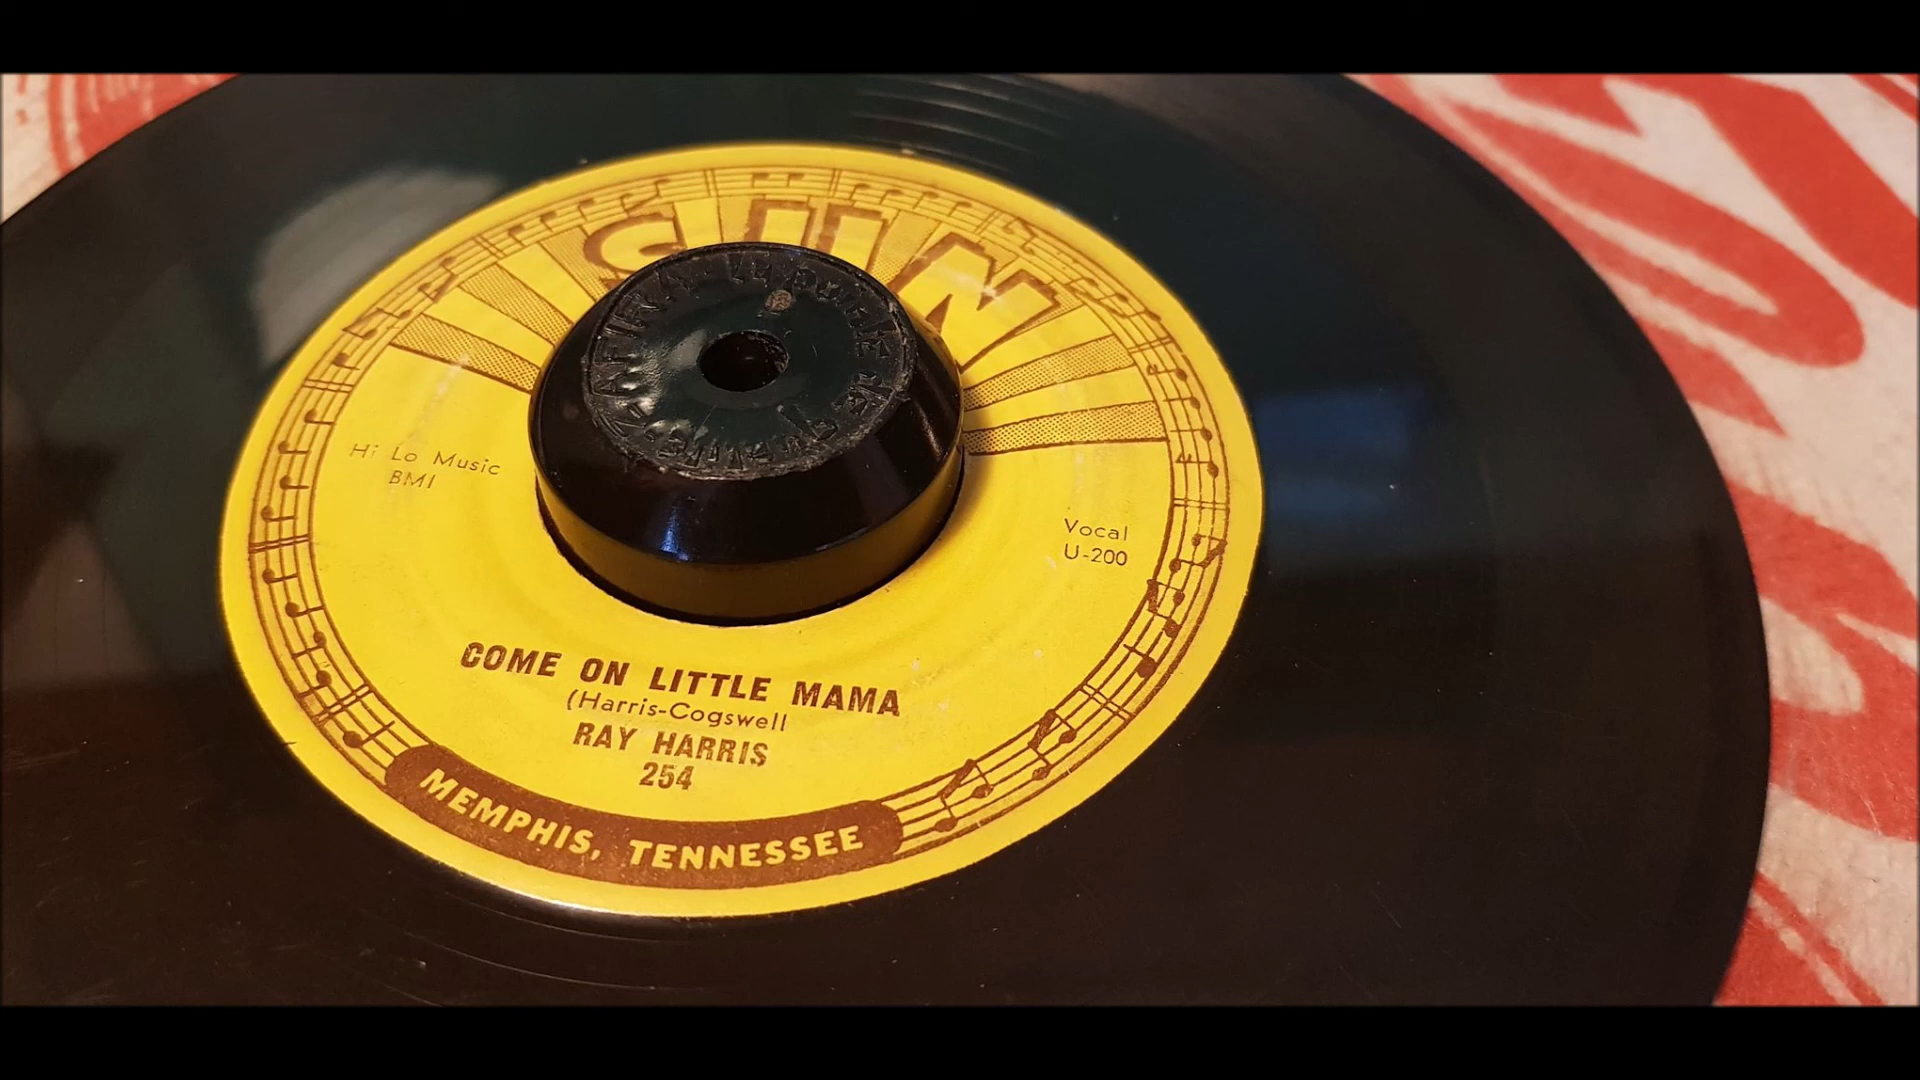 SUN
Hi Lo Music
BMI
Vocal
U-200
COME ON LITTLE MAMA
(Harris-Cogswell
RAY HARRIS
254
MEMPHIS, TENNESSEE